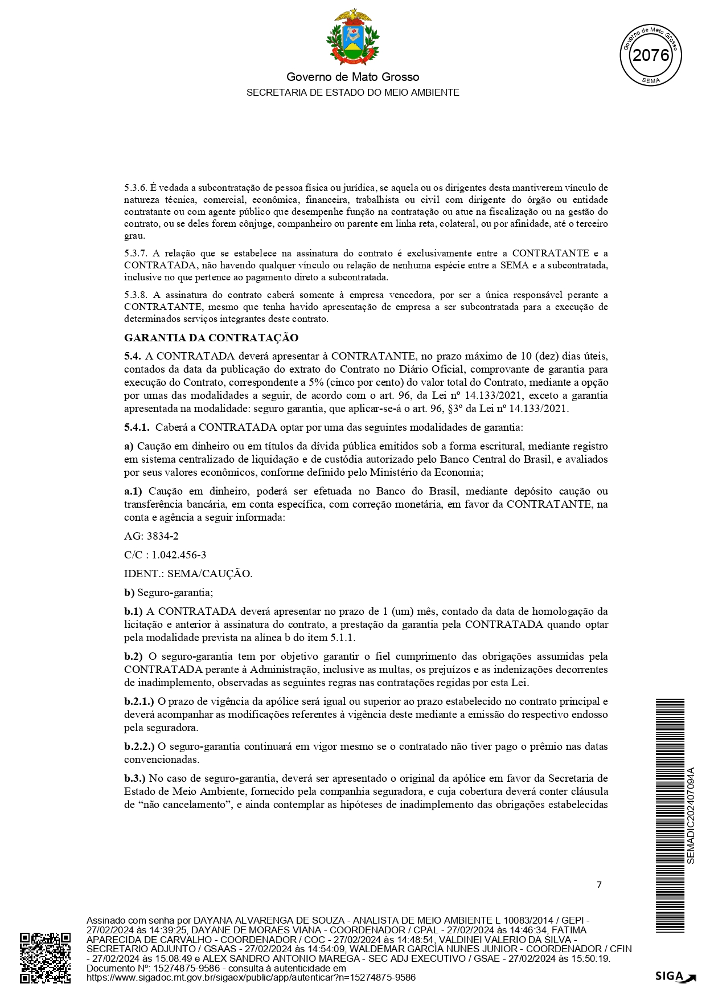 Governo de Mato Grosso
SECRETARIA DE ESTADO DO MEIO AMBIENTE
Governo de Mato Grosso
2076
SEMA
5.3.6. É vedada a subcontratação de pessoa física ou jurídica, se aquela ou os dirigentes desta mantiverem vínculo de
natureza técnica, comercial, econômica, financeira, trabalhista ou civil com dirigente do órgão ou entidade
contratante ou com agente público que desempenhe função na contratação ou atue na fiscalização ou na gestão do
contrato, ou se deles forem cônjuge, companheiro ou parente em linha reta, colateral, ou por afinidade, até o terceiro
grau.
5.3.7. A relação que se estabelece na assinatura do contrato é exclusivamente entre a CONTRATANTE e a
CONTRATADA, não havendo qualquer vínculo ou relação de nenhuma espécie entre a SEMA e a subcontratada,
inclusive no que pertence ao pagamento direto a subcontratada.
5.3.8. A assinatura do contrato caberá somente à empresa vencedora, por ser a única responsável perante a
CONTRATANTE, mesmo que tenha havido apresentação de empresa a ser subcontratada para a execução de
determinados serviços integrantes deste contrato.
GARANTIA DA CONTRATAÇÃO
5.4. A CONTRATADA deverá apresentar à CONTRATANTE, no prazo máximo de 10 (dez) dias úteis,
contados da data da publicação do extrato do Contrato no Diário Oficial, comprovante de garantia para
execução do Contrato, correspondente a 5% (cinco por cento) do valor total do Contrato, mediante a opção
por umas das modalidades a seguir, de acordo com o art. 96, da Lei nº 14.133/2021, exceto a garantia
apresentada na modalidade: seguro garantia, que aplicar-se-á o art. 96, §3º da Lei nº 14.133/2021.
5.4.1. Caberá a CONTRATADA optar por uma das seguintes modalidades de garantia:
a) Caução em dinheiro ou em títulos da dívida pública emitidos sob a forma escritural, mediante registro
em sistema centralizado de liquidação e de custódia autorizado pelo Banco Central do Brasil, e avaliados
por seus valores econômicos, conforme definido pelo Ministério da Economia;
a.1) Caução em dinheiro, poderá ser efetuada no Banco do Brasil, mediante depósito caução ou
transferência bancária, em conta específica, com correção monetária, em favor da CONTRATANTE, na
conta e agência a seguir informada:
AG: 3834-2
C/C : 1.042.456-3
IDENT.: SEMA/CAUÇÃO.
b) Seguro-garantia;
b.1) A CONTRATADA deverá apresentar no prazo de 1 (um) mês, contado da data de homologação da
licitação e anterior à assinatura do contrato, a prestação da garantia pela CONTRATADA quando optar
pela modalidade prevista na alínea b do item 5.1.1.
b.2) O seguro-garantia tem por objetivo garantir o fiel cumprimento das obrigações assumidas pela
CONTRATADA perante à Administração, inclusive as multas, os prejuízos e as indenizações decorrentes
de inadimplemento, observadas as seguintes regras nas contratações regidas por esta Lei.
b.2.1.) O prazo de vigência da apólice será igual ou superior ao prazo estabelecido no contrato principal e
deverá acompanhar as modificações referentes à vigência deste mediante a emissão do respectivo endosso
pela seguradora.
b.2.2.) O seguro-garantia continuará em vigor mesmo se o contratado não tiver pago o prêmio nas datas
convencionadas.
b.3.) No caso de seguro-garantia, deverá ser apresentado o original da apólice em favor da Secretaria de
Estado de Meio Ambiente, fornecido pela companhia seguradora, e cuja cobertura deverá conter cláusula
de “não cancelamento”, e ainda contemplar as hipóteses de inadimplemento das obrigações estabelecidas
SEMADIC202407094A
7
Assinado com senha por DAYANA ALVARENGA DE SOUZA - ANALISTA DE MEIO AMBIENTE L 10083/2014 / GEPI -
27/02/2024 às 14:39:25, DAYANE DE MORAES VIANA - COORDENADOR / CPAL - 27/02/2024 às 14:46:34, FATIMA
APARECIDA DE CARVALHO - COORDENADOR / COC - 27/02/2024 às 14:48:54, VALDINEI VALERIO DA SILVA -
SECRETARIO ADJUNTO / GSAAS - 27/02/2024 às 14:54:09, WALDEMAR GARCIA NUNES JUNIOR - COORDENADOR / CFIN
- 27/02/2024 às 15:08:49 e ALEX SANDRO ANTONIO MAREGA - SEC ADJ EXECUTIVO / GSAE - 27/02/2024 às 15:50:19.
Documento Nº: 15274875-9586 - consulta à autenticidade em
https://www.sigadoc.mt.gov.br/sigaex/public/app/autenticar?n=15274875-9586
SIGA